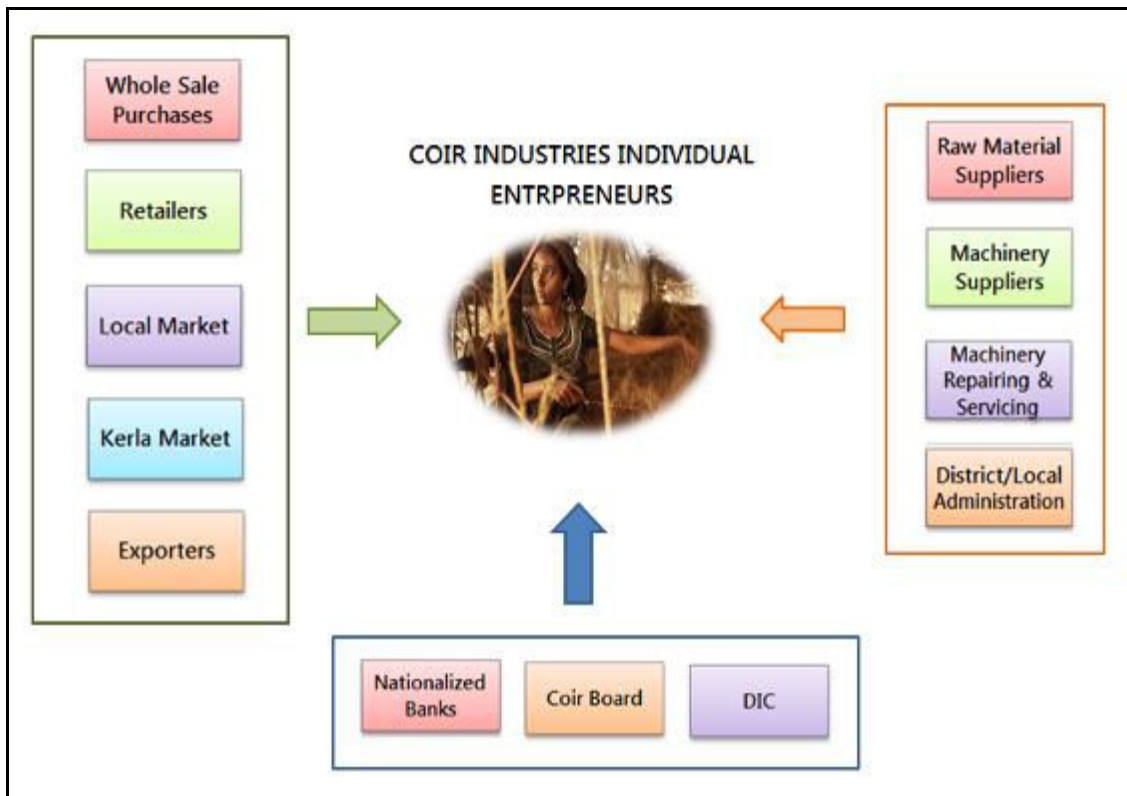 Whole Sale
Purchases
Retailers
Local Market
Kerla Market
Exporters
COIR INDUSTRIES INDIVIDUAL
ENTRPRENEURS
Raw Material
Suppliers
Machinery
Suppliers
Machinery
Repairing &
Servicing
District/Local
Administration
Nationalized
Banks
Coir Board
DIC